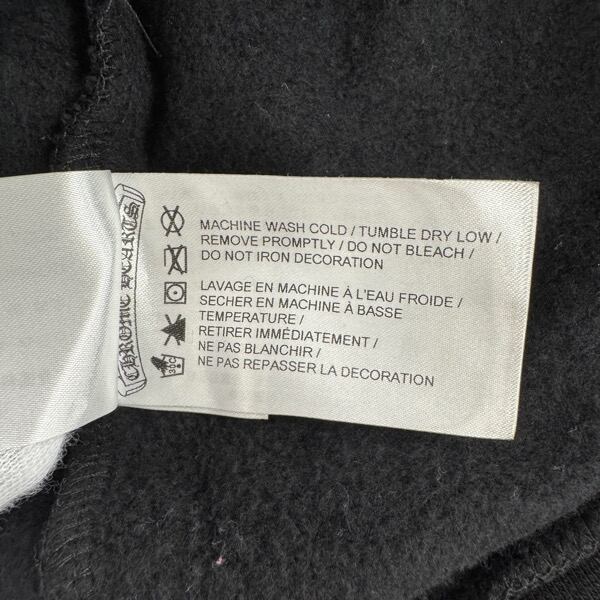 CHROME HEARTS
MACHINE WASH COLD / TUMBLE DRY LOW /
REMOVE PROMPTLY / DO NOT BLEACH /
DO NOT IRON DECORATION
LAVAGE EN MACHINE À L'EAU FROIDE /
SECHER EN MACHINE À BASSE
TEMPERATURE /
RETIRER IMMÉDIATEMENT /
NE PAS BLANCHIR /
NE PAS REPASSER LA DECORATION
30C